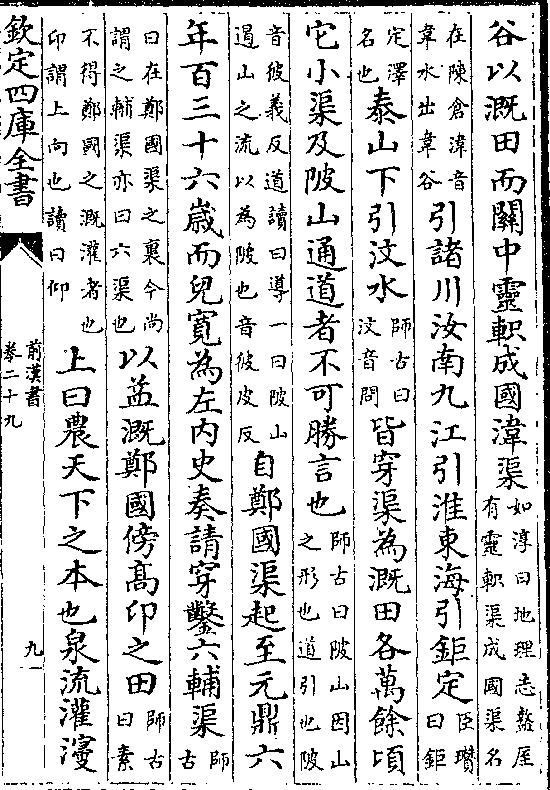 谷以溉田而關中靈軹成國湋渠如淳曰地理志盩厔有靈軹渠成國渠名
在陳倉湋音韋水出韋谷引諸川汝南九江引淮東海引鉅定臣瓚曰鉅
定澤名也泰山下引汶水師古曰汶音問皆穿渠為溉田各萬餘頃
它小渠及陂山通道者不可勝言也師古曰陂山因山之形也道引也陂
音彼義反道讀曰導一曰陂山遏山之流以為陂也音彼皮反自鄭國渠起至元鼎六
年百三十六嵗而兒寛為左内史奏請穿鑿六輔渠師古
曰在鄭國渠之裏今尚謂之輔渠亦曰六渠也以益溉鄭國傍髙卬之田師古曰素
不得鄭國之溉灌者也卬謂上向也讀曰仰上曰農天下之本也泉流灌濅
欽定四庫全書
前漢書
卷二十九
九